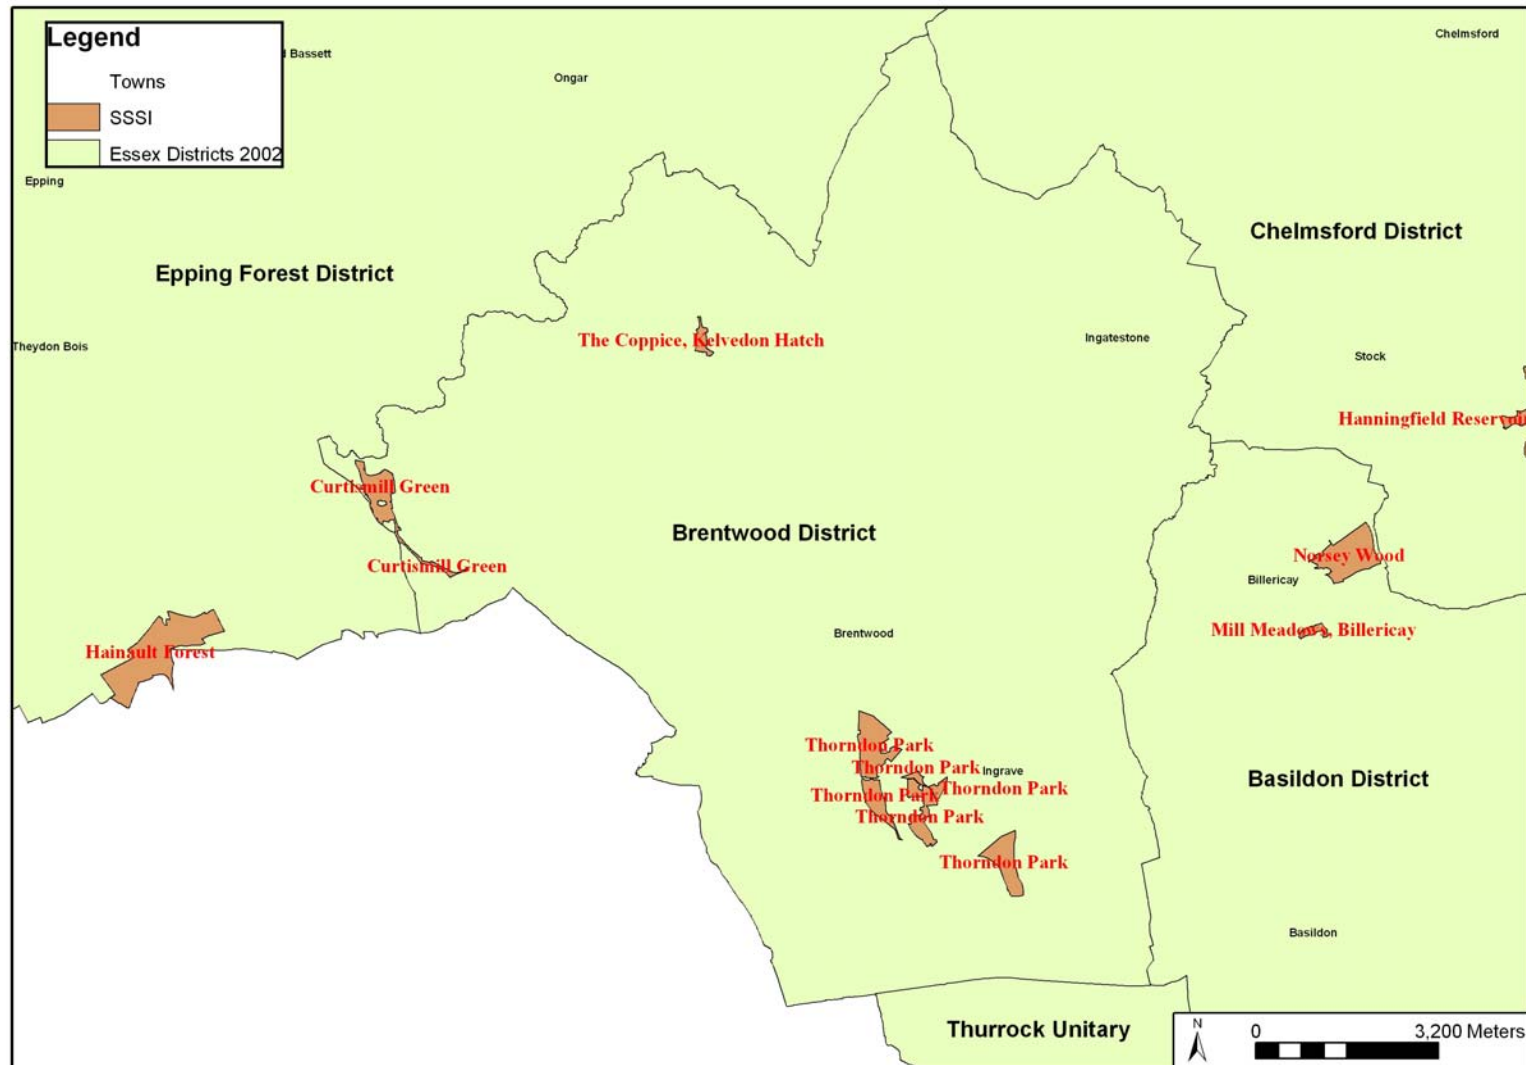 Legend
d Bassett
Towns
SSSI
Essex Districts 2002
Ongar
Chelmsford
Epping
Chelmsford District
Epping Forest District
The Coppice, Kelvedon Hatch
Ingatestone
Theydon Bois
Stock
Hanningfield Reservoir
Curtismill Green
Brentwood District
Norsey Wood
Curtismill Green
Billericay
Mill Meadows, Billericay
Brentwood
Hainault Forest
Thorndon Park
Thorndon Park
Ingrave
Thorndon Park
Thorndon Park
Thorndon Park
Basildon District
Thorndon Park
Basildon
Thurrock Unitary
N
0 3,200 Meters